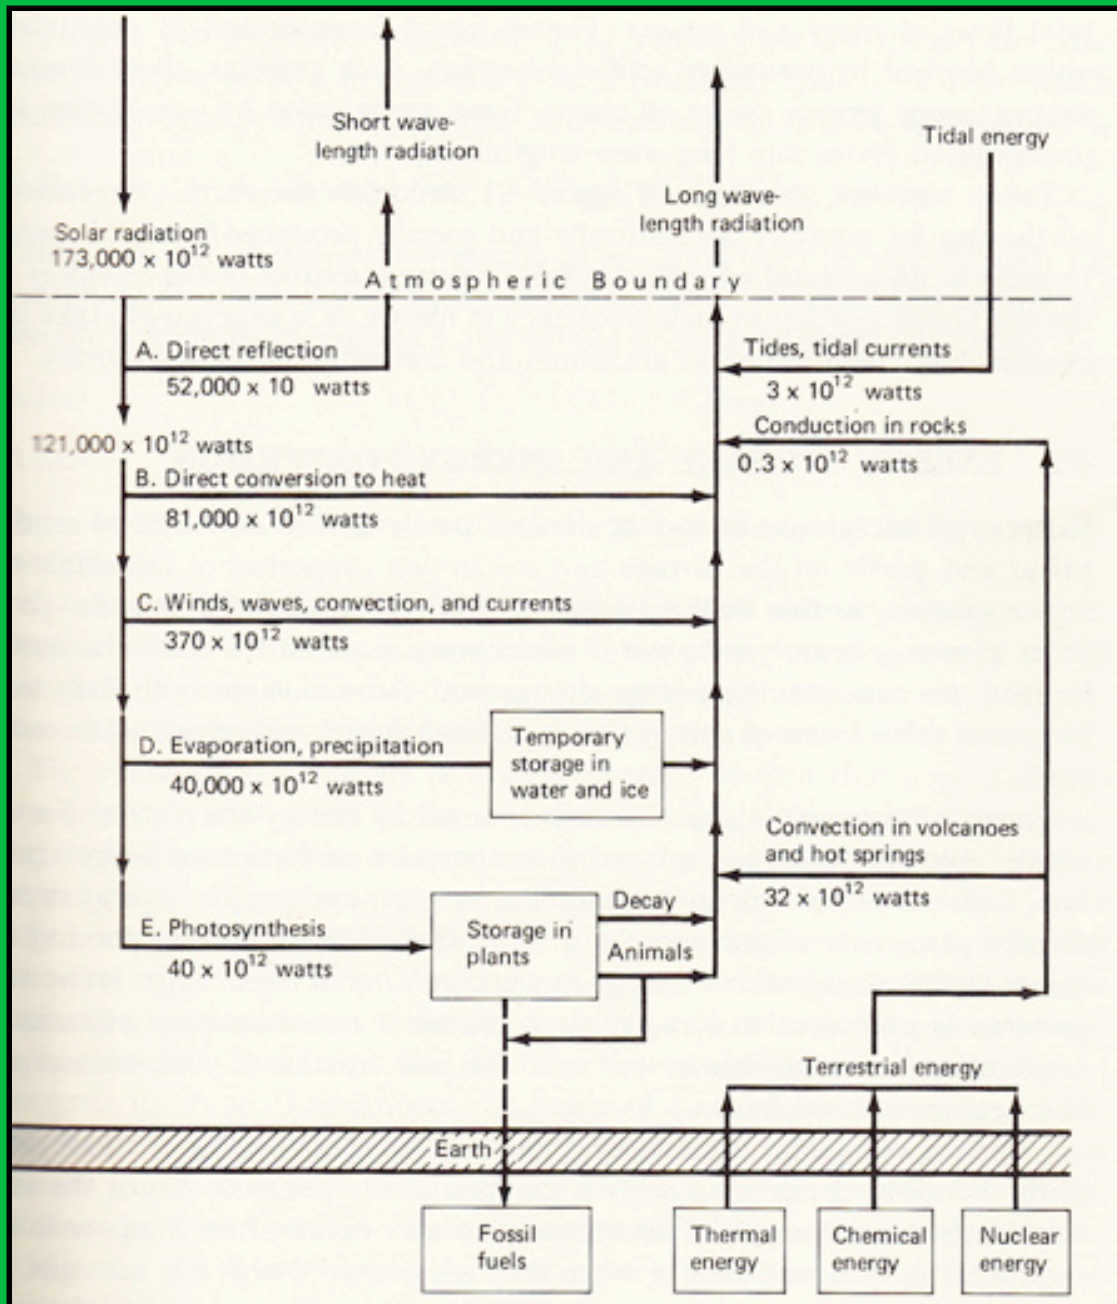 Short wave-
length radiation
Tidal energy
Long wave-
length radiation
Solar radiation
173,000 x 10¹² watts
Atmospheric Boundary
A. Direct reflection
52,000 x 10 watts
Tides, tidal currents
3 x 10¹² watts
121,000 x 10¹² watts
Conduction in rocks
0.3 x 10¹² watts
B. Direct conversion to heat
81,000 x 10¹² watts
C. Winds, waves, convection, and currents
370 x 10¹² watts
D. Evaporation, precipitation
40,000 x 10¹² watts
Temporary
storage in
water and ice
Convection in volcanoes
and hot springs
32 x 10¹² watts
E. Photosynthesis
40 x 10¹² watts
Storage in
plants
Decay
Animals
Terrestrial energy
Earth
Fossil
fuels
Thermal
energy
Chemical
energy
Nuclear
energy